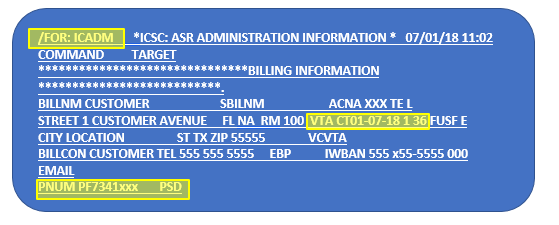 /FOR: ICADM *ICSC: ASR ADMINISTRATION INFORMATION * 07/01/18 11:02
COMMAND TARGET
*******************************BILLING INFORMATION
***************************.
BILLNM CUSTOMER SBILNM ACNA XXX TE L
STREET 1 CUSTOMER AVENUE FL NA RM 100 VTA CT01-07-18 1 36 FUSF E
CITY LOCATION ST TX ZIP 55555 VCVTA
BILLCON CUSTOMER TEL 555 555 5555 EBP IWBAN 555 x55-5555 000
EMAIL
PNUM PF7341xxx PSD